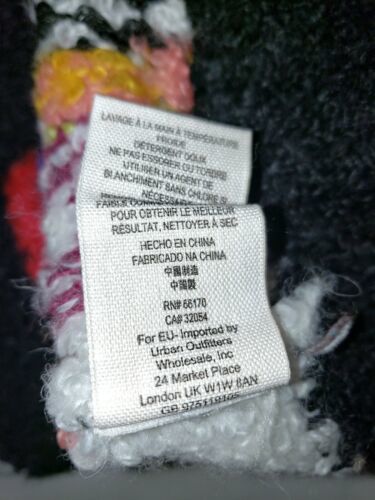 LAVAGE À LA MAIN À TEMPÉRATURE
FROIDE
DÉTERGENT DOUX
NE PAS ESSORER OU TORDRE
UTILISER UN AGENT DE
BLANCHIMENT SANS CHLORE SI
NÉCESSAIRE
POUR OBTENIR LE MEILLEUR
RÉSULTAT, NETTOYER À SEC
HECHO EN CHINA
FABRICADO NA CHINA
中國制造
中國製
RN# 66170
CA# 32054
For EU- Imported by
Urban Outfitters
Wholesale, Inc
24 Market Place
London UK W1W 8AN
GB